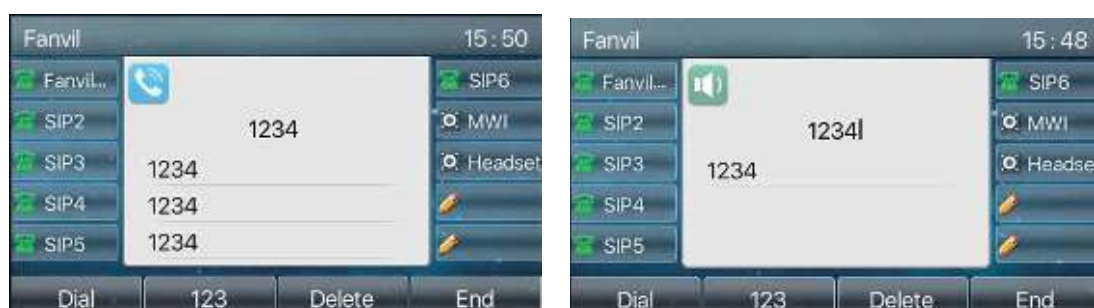 Fanvil 15:50
Fanvil... SIP6
SIP2 1234 MWI
SIP3 1234 Headset
SIP4 1234
SIP5 1234
Dial 123 Delete End
Fanvil 15:48
Fanvil... SIP6
SIP2 1234 MWI
SIP3 1234 Headse
SIP4
SIP5
Dial 123 Delete End